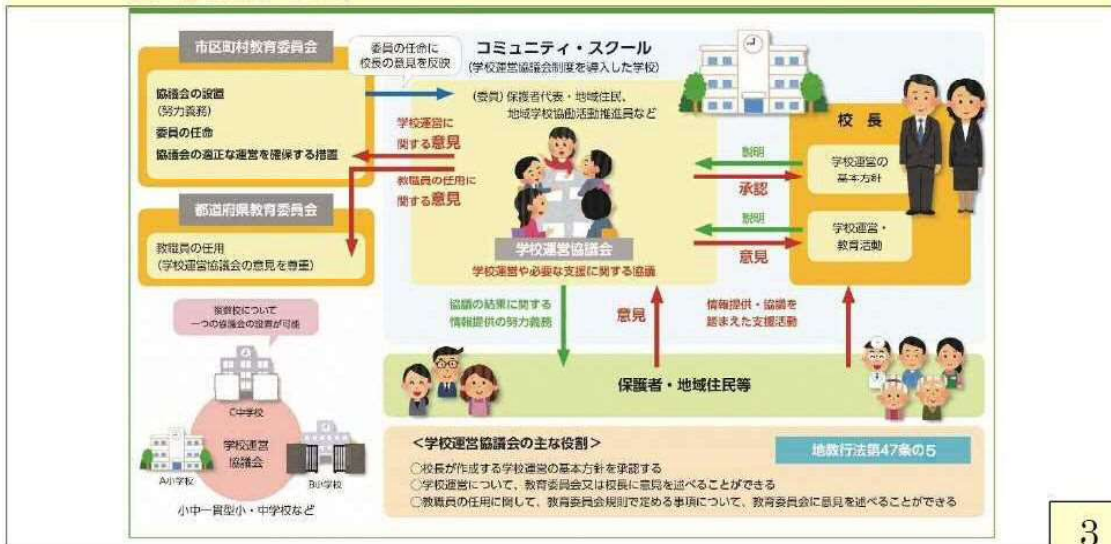 市区町村教育委員会
協議会の設置
(努力義務)
委員の任命
協議会の適正な運営を確保する措置
委員の任命に
校長の意見を反映
コミュニティ・スクール
(学校運営協議会制度を導入した学校)
(委員) 保護者代表・地域住民、
地域学校協働活動推進員など
学校運営に
関する意見
教職員の任用に
関する意見
都道府県教育委員会
教職員の任用
(学校運営協議会の意見を尊重)
学校運営協議会
学校運営や必要な支援に関する協議
校長
説明
承認
学校運営の
基本方針
説明
意見
学校運営・
教育活動
協議の結果に関する
情報提供の努力義務
意見
情報提供・協議を
踏まえた支援活動
保護者・地域住民等
複数校について
一つの協議会の設置が可能
C中学校
学校運営
協議会
A小学校
B小学校
小中一貫型小・中学校など
<学校運営協議会の主な役割>
地教行法第47条の5
○校長が作成する学校運営の基本方針を承認する
○学校運営について、教育委員会又は校長に意見を述べることができる
○教職員の任用に関して、教育委員会規則で定める事項について、教育委員会に意見を述べることができる
3